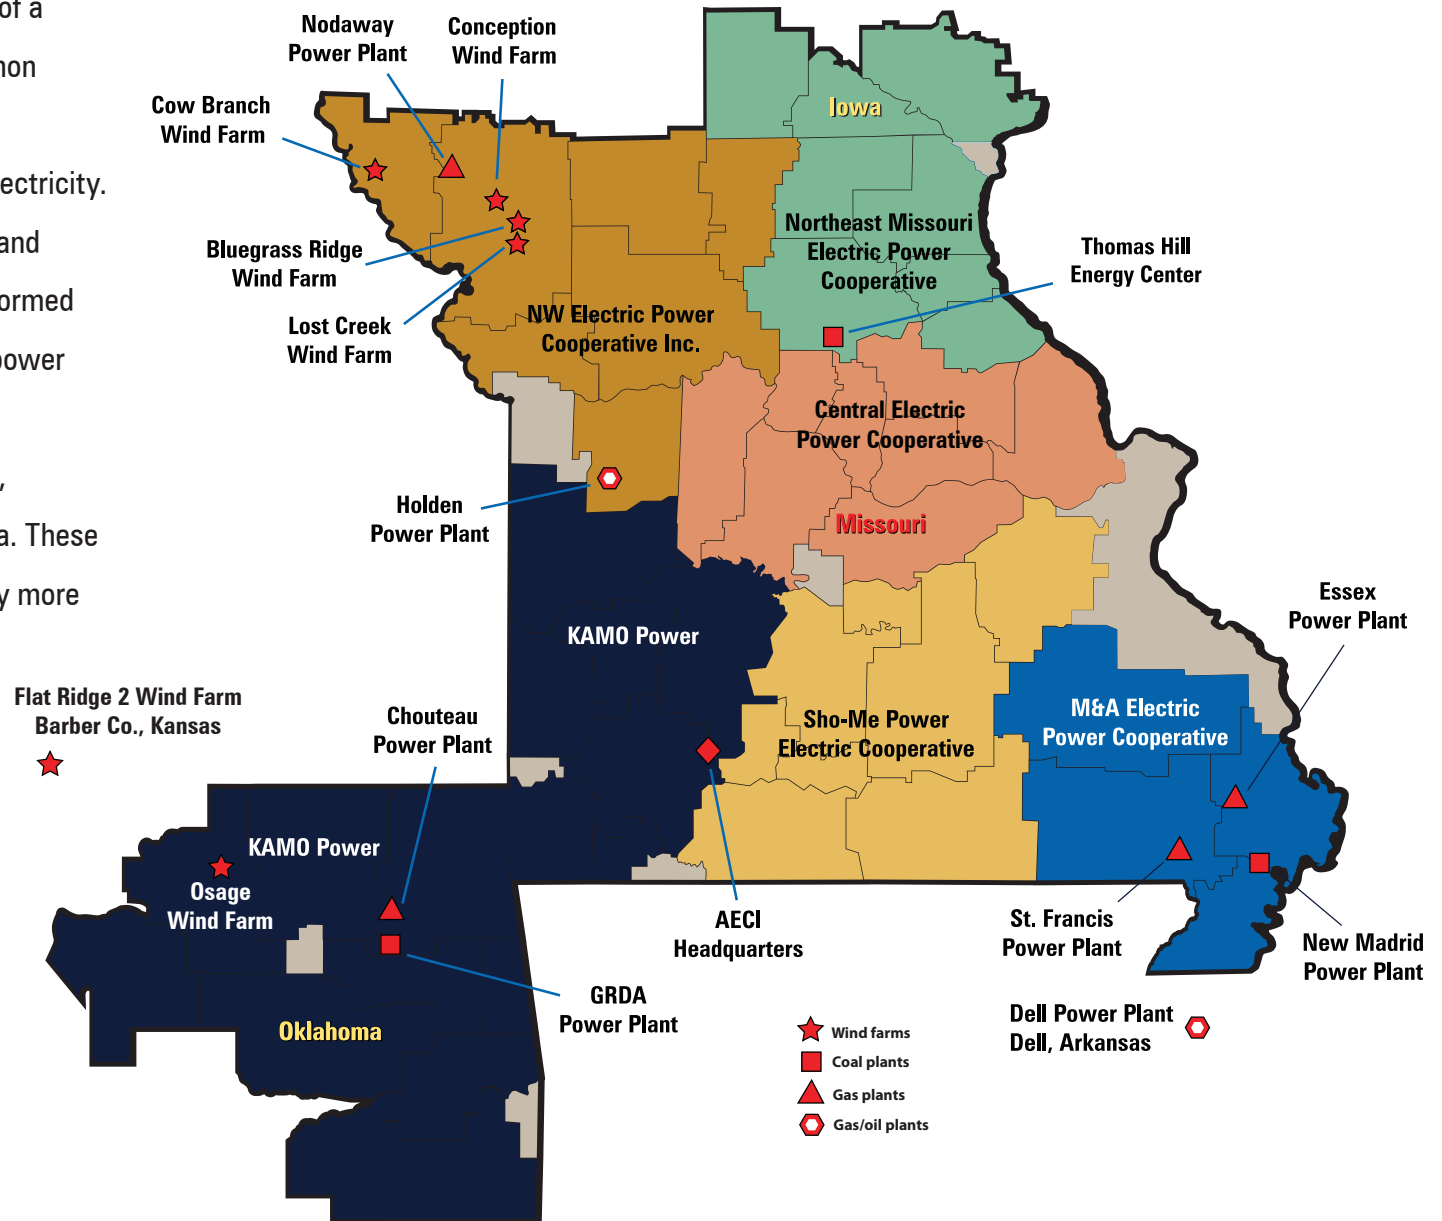 of a
non
lectricity.
and
ormed
power
,
a. These
y more
Nodaway
Power Plant
Conception
Wind Farm
Cow Branch
Wind Farm
Iowa
Bluegrass Ridge
Wind Farm
Northeast Missouri
Electric Power
Cooperative
Thomas Hill
Energy Center
Lost Creek
Wind Farm
NW Electric Power
Cooperative Inc.
Central Electric
Power Cooperative
Holden
Power Plant
Missouri
Essex
Power Plant
KAMO Power
Flat Ridge 2 Wind Farm
Barber Co., Kansas
Chouteau
Power Plant
Sho-Me Power
Electric Cooperative
M&A Electric
Power Cooperative
KAMO Power
Osage
Wind Farm
AECI
Headquarters
St. Francis
Power Plant
New Madrid
Power Plant
GRDA
Power Plant
Oklahoma
Dell Power Plant
Dell, Arkansas
Wind farms
Coal plants
Gas plants
Gas/oil plants